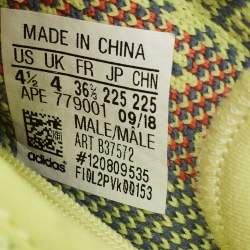 MADE IN CHINA
US UK FR JP CHN
4½ 4 36⅔ 225 225
APE 779001 09/18
MALE/MÂLE
ART B37572
#120809535
adidas F10L2PVk00153